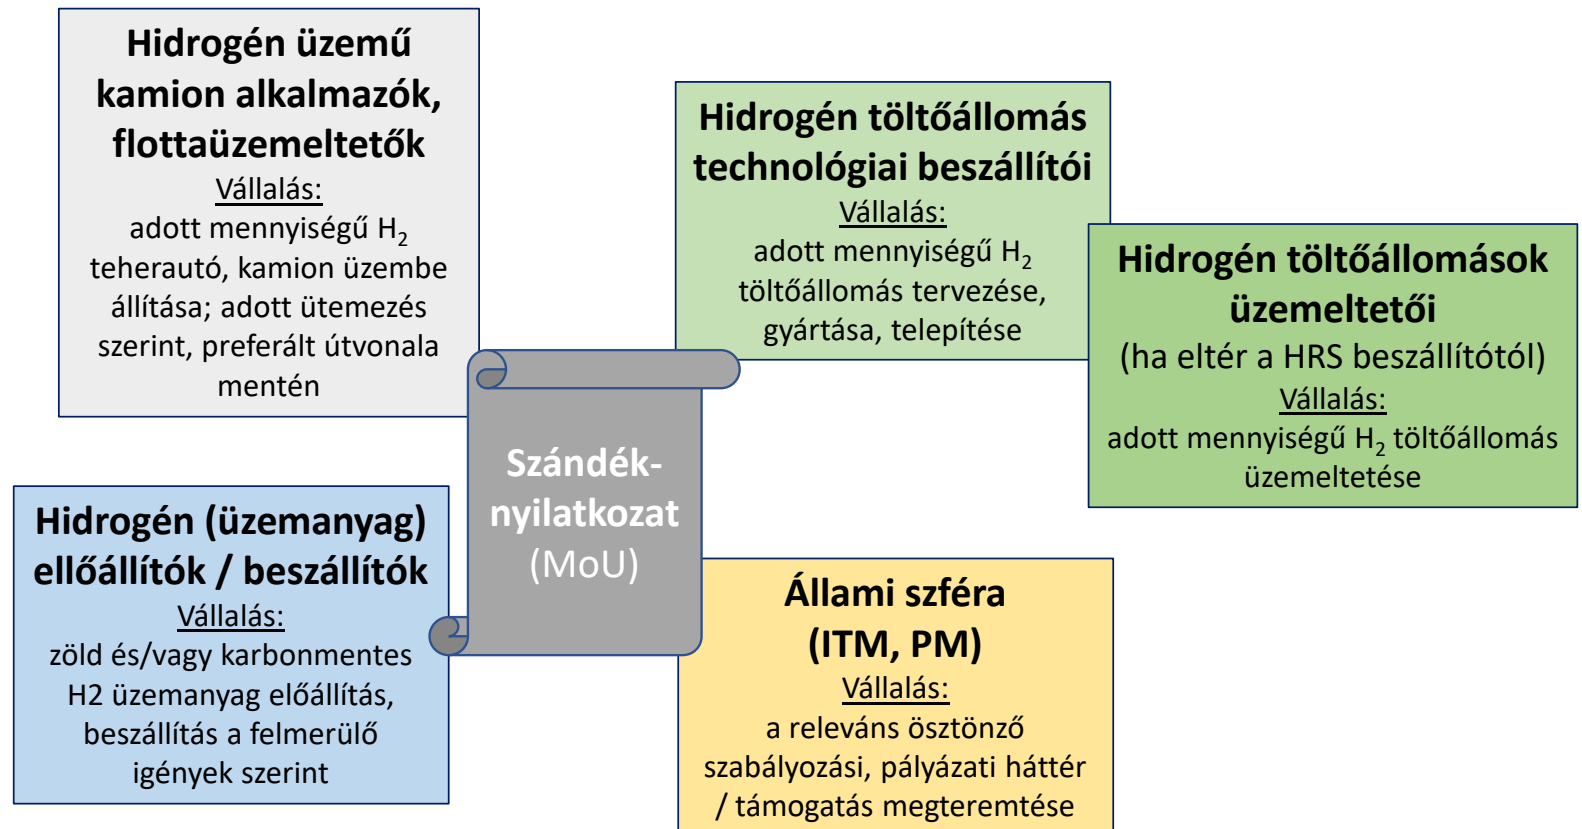 Hidrogén üzemű
kamion alkalmazók,
flottaüzemeltetők
Vállalás:
adott mennyiségű H₂
teherautó, kamion üzembe
állítása; adott ütemezés
szerint, preferált útvonala
mentén
Hidrogén töltőállomás
technológiai beszállítói
Vállalás:
adott mennyiségű H₂
töltőállomás tervezése,
gyártása, telepítése
Hidrogén töltőállomások
üzemeltetői
(ha eltér a HRS beszállítótól)
Vállalás:
adott mennyiségű H₂ töltőállomás
üzemeltetése
Szándék-
nyilatkozat
(MoU)
Hidrogén (üzemanyag)
ellőállítók / beszállítók
Vállalás:
zöld és/vagy karbonmentes
H2 üzemanyag előállítás,
beszállítás a felmerülő
igények szerint
Állami szféra
(ITM, PM)
Vállalás:
a releváns ösztönző
szabályozási, pályázati háttér
/ támogatás megteremtése